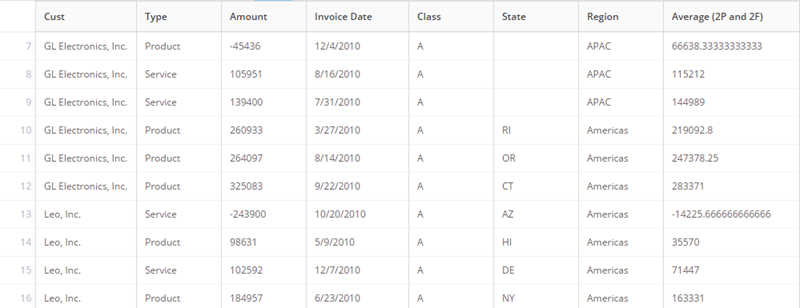 Cust Type Amount Invoice Date Class State Region Average (2P and 2F)
7 GL Electronics, Inc. Product -45436 12/4/2010 A APAC 66638.33333333333
8 GL Electronics, Inc. Service 105951 8/16/2010 A APAC 115212
9 GL Electronics, Inc. Service 139400 7/31/2010 A APAC 144989
10 GL Electronics, Inc. Product 260933 3/27/2010 A RI Americas 219092.8
11 GL Electronics, Inc. Product 264097 8/14/2010 A OR Americas 247378.25
12 GL Electronics, Inc. Product 325083 9/22/2010 A CT Americas 283371
13 Leo, Inc. Service -243900 10/20/2010 A AZ Americas -14225.666666666666
14 Leo, Inc. Product 98631 5/9/2010 A HI Americas 35570
15 Leo, Inc. Service 102592 12/7/2010 A DE Americas 71447
16 Leo, Inc. Product 184957 6/23/2010 A NY Americas 163331